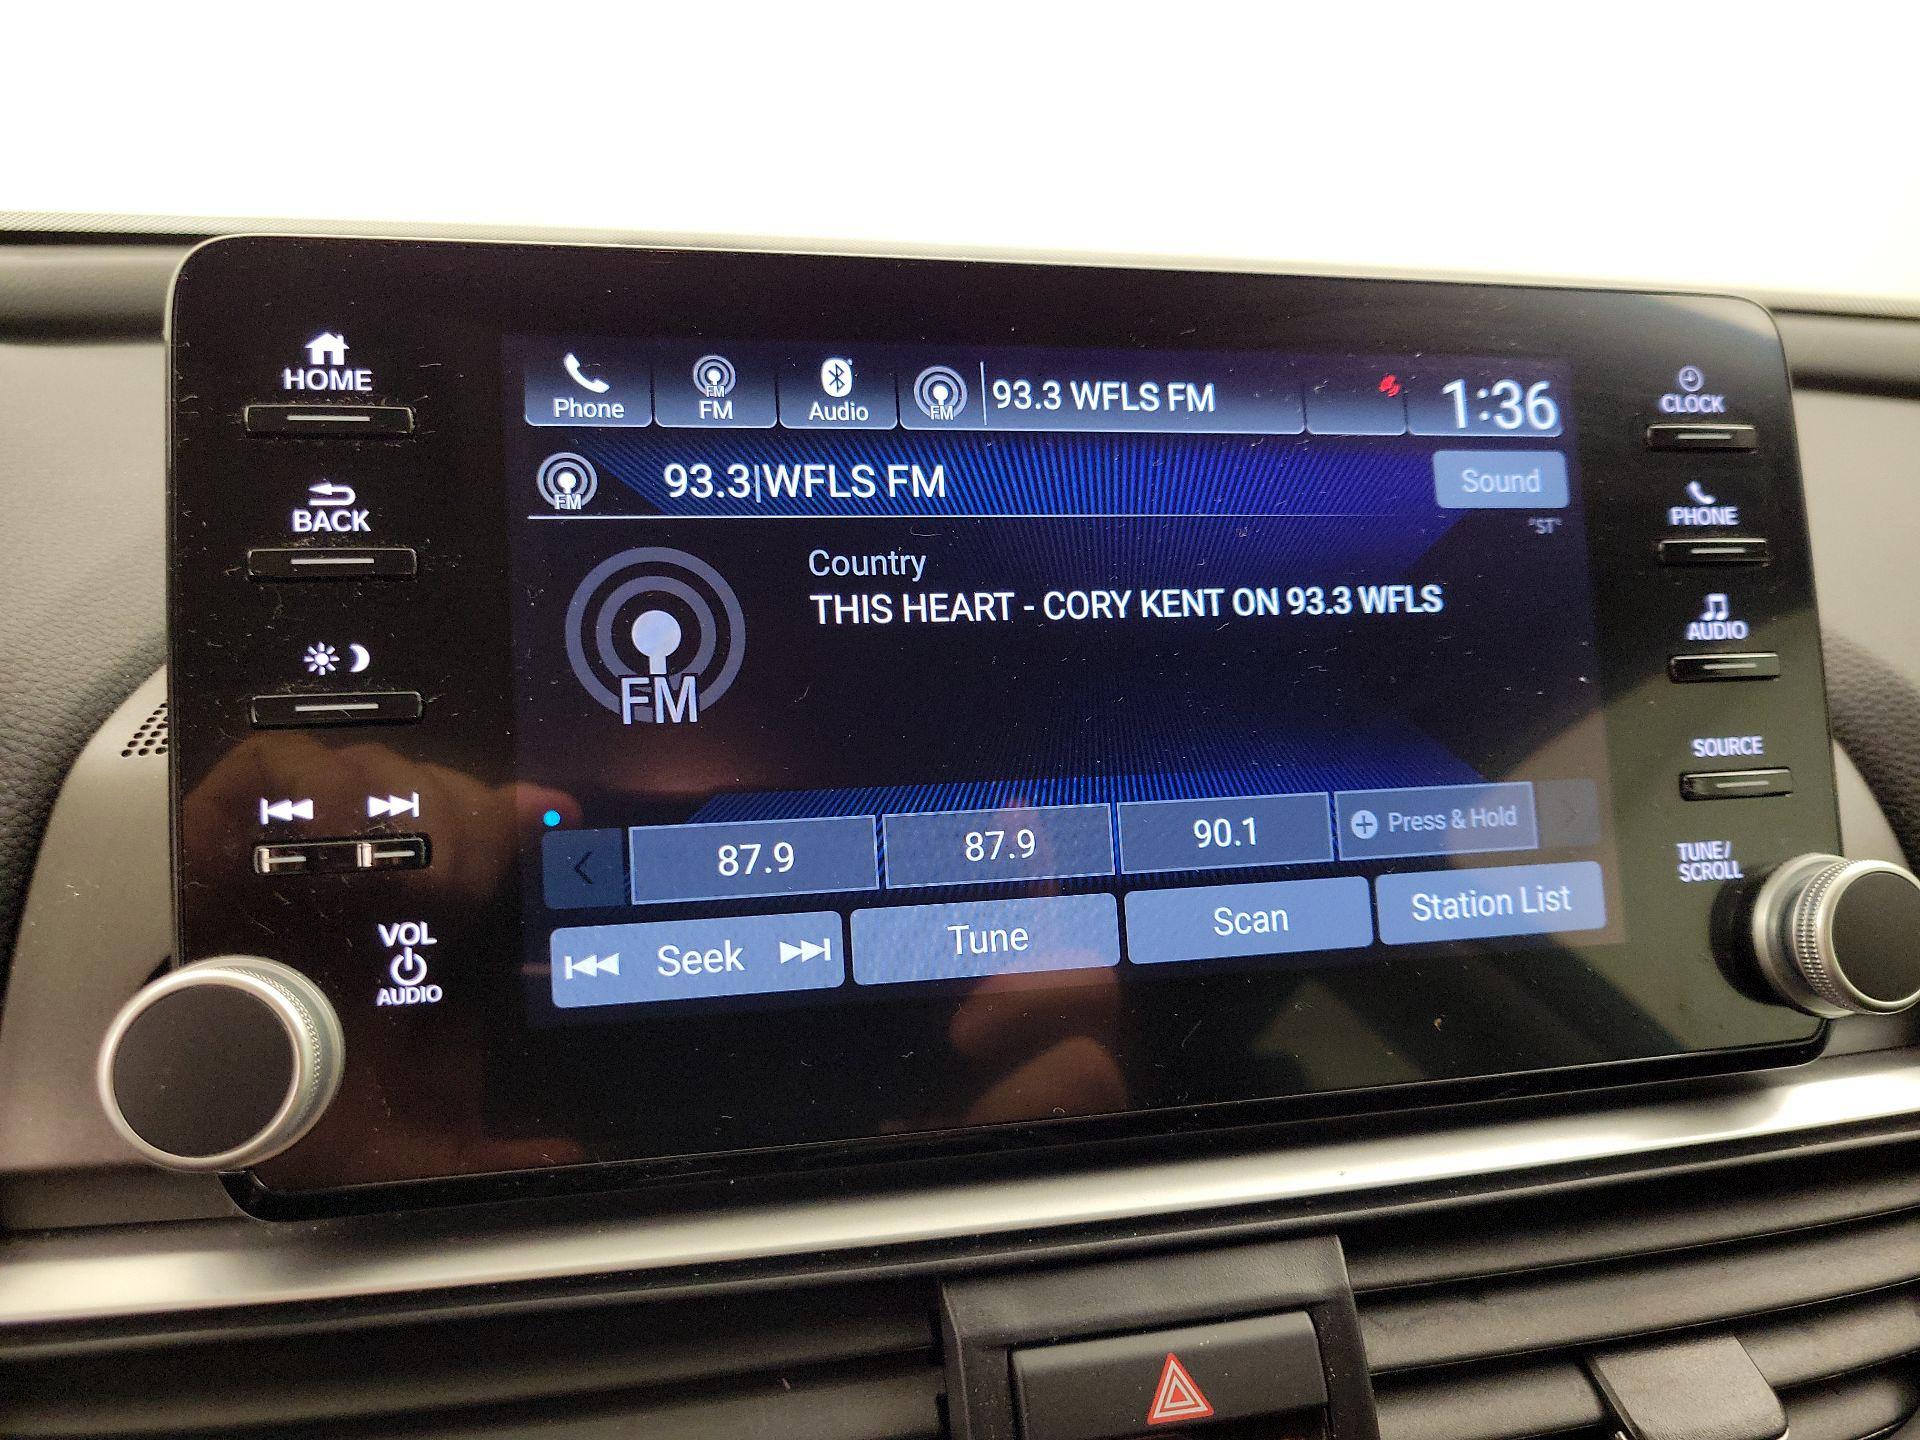 HOME
Phone
FM
FM
Audio
FM
93.3 WFLS FM
1:36
CLOCK
BACK
FM
93.3|WFLS FM
Sound
PHONE
"ST"
Country
THIS HEART - CORY KENT ON 93.3 WFLS
AUDIO
FM
SOURCE
87.9
87.9
90.1
Press & Hold
TUNE/
SCROLL
VOL
AUDIO
Seek
Tune
Scan
Station List